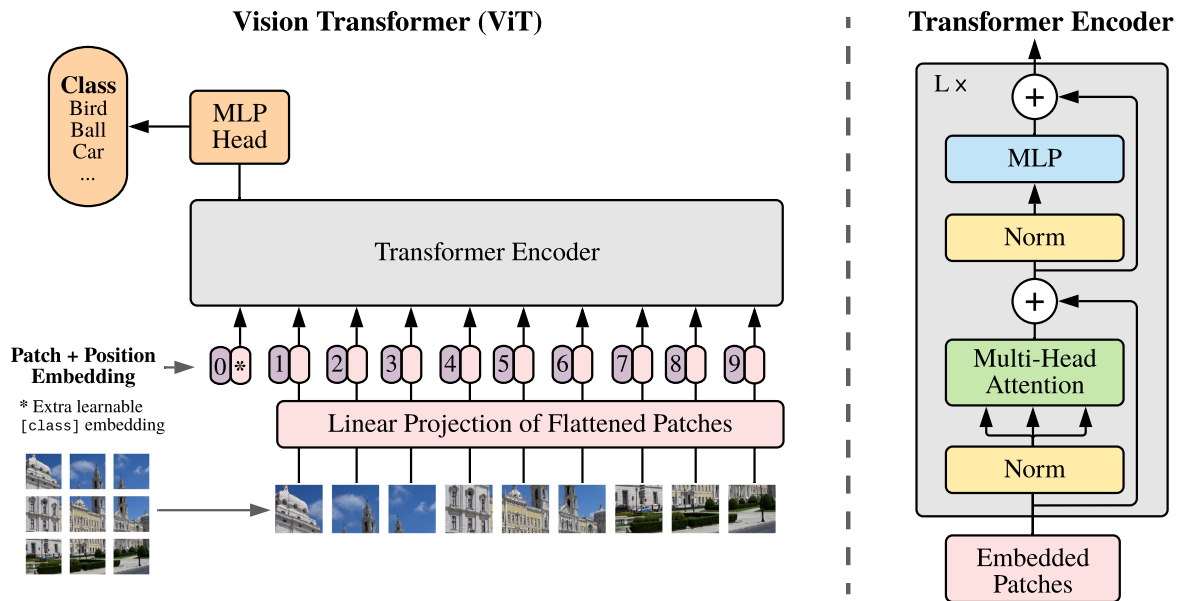 Vision Transformer (ViT)
Class
Bird
Ball
Car
...
MLP
Head
Transformer Encoder
Patch + Position
Embedding
0 * 1 2 3 4 5 6 7 8 9
* Extra learnable
[class] embedding
Linear Projection of Flattened Patches
Transformer Encoder
L ×
+
MLP
Norm
+
Multi-Head
Attention
Norm
Embedded
Patches